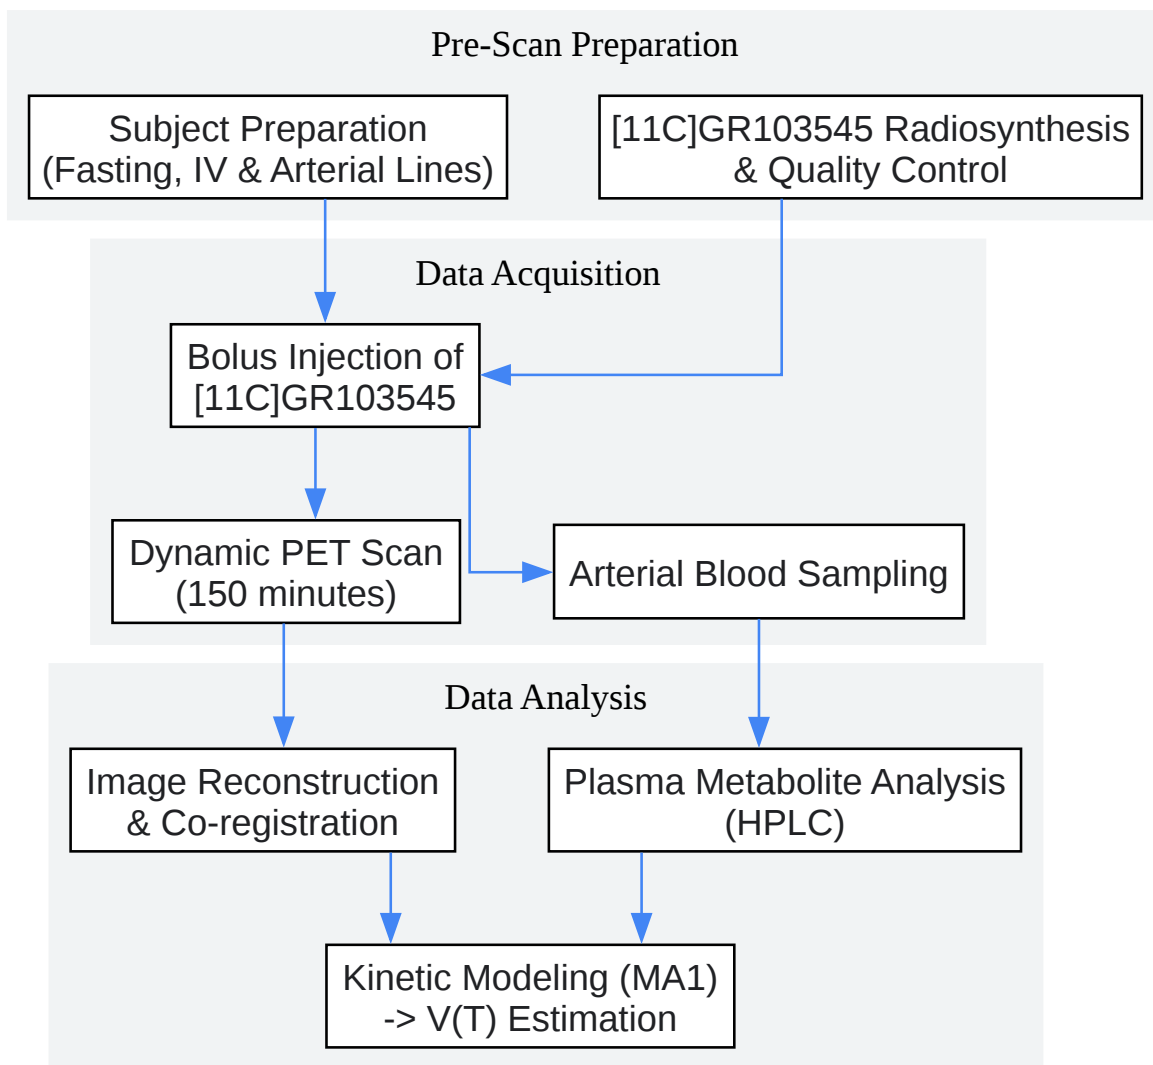 Pre-Scan Preparation
Subject Preparation
(Fasting, IV & Arterial Lines)
[11C]GR103545 Radiosynthesis
& Quality Control
Data Acquisition
Bolus Injection of
[11C]GR103545
Dynamic PET Scan
(150 minutes)
Arterial Blood Sampling
Data Analysis
Image Reconstruction
& Co-registration
Plasma Metabolite Analysis
(HPLC)
Kinetic Modeling (MA1)
-> V(T) Estimation